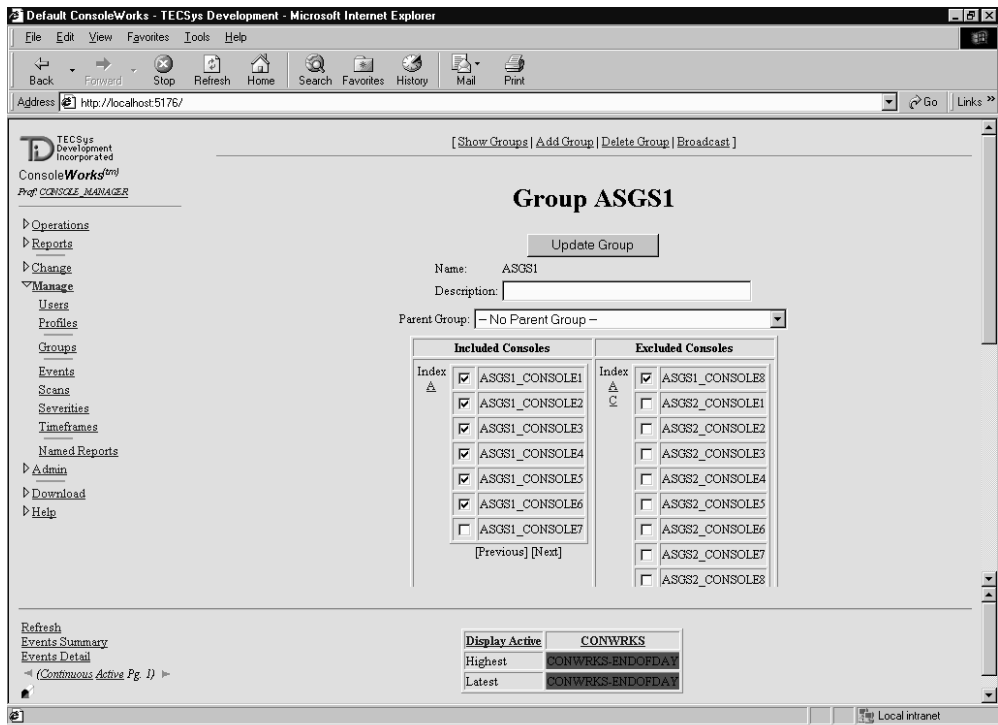 Default ConsoleWorks - TECSys Development - Microsoft Internet Explorer
File Edit View Favorites Tools Help
Back Forward Stop Refresh Home Search Favorites History Mail Print
Address http://localhost:5176/ Go Links »
TECSys
Development
Incorporated
ConsoleWorks(tm)
Prof: CONSOLE_MANAGER
Operations
Reports
Change
Manage
Users
Profiles
Groups
Events
Scans
Severities
Timeframes
Named Reports
Admin
Download
Help
[ Show Groups | Add Group | Delete Group | Broadcast ]
Group ASGS1
Update Group
Name: ASGS1
Description:
Parent Group: -- No Parent Group --
Included Consoles Excluded Consoles
Index
A
ASGS1_CONSOLE1
ASGS1_CONSOLE2
ASGS1_CONSOLE3
ASGS1_CONSOLE4
ASGS1_CONSOLE5
ASGS1_CONSOLE6
ASGS1_CONSOLE7
[Previous] [Next]
Index
A
C
ASGS1_CONSOLE8
ASGS2_CONSOLE1
ASGS2_CONSOLE2
ASGS2_CONSOLE3
ASGS2_CONSOLE4
ASGS2_CONSOLE5
ASGS2_CONSOLE6
ASGS2_CONSOLE7
ASGS2_CONSOLE8
Refresh
Events Summary
Events Detail
(Continuous Active Pg. 1)
Display Active CONWRKS
Highest CONWRKS-ENDOFDAY
Latest CONWRKS-ENDOFDAY
Local intranet